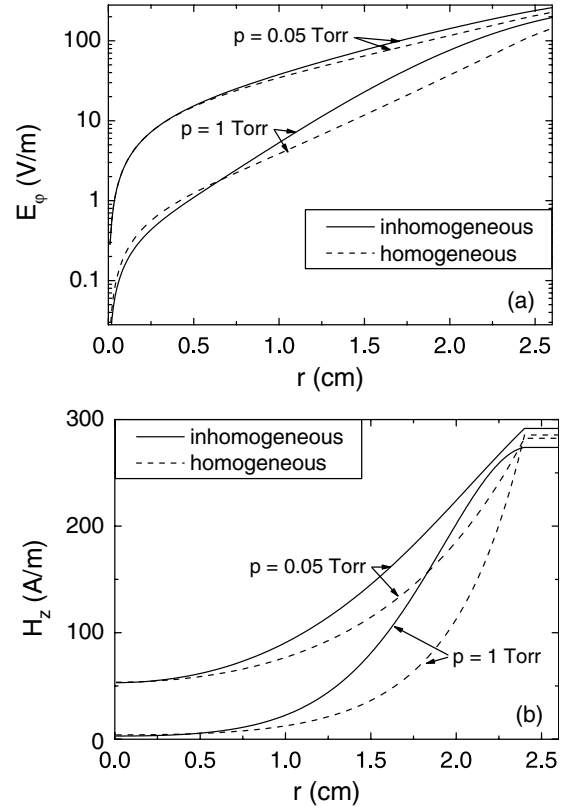 100
10
1
0.1
E_φ (V/m)
p = 0.05 Torr
p = 1 Torr
inhomogeneous
homogeneous
(a)
0.0 0.5 1.0 1.5 2.0 2.5
r (cm)
300
200
100
0
H_z (A/m)
inhomogeneous
homogeneous
p = 0.05 Torr
p = 1 Torr
(b)
0.0 0.5 1.0 1.5 2.0 2.5
r (cm)